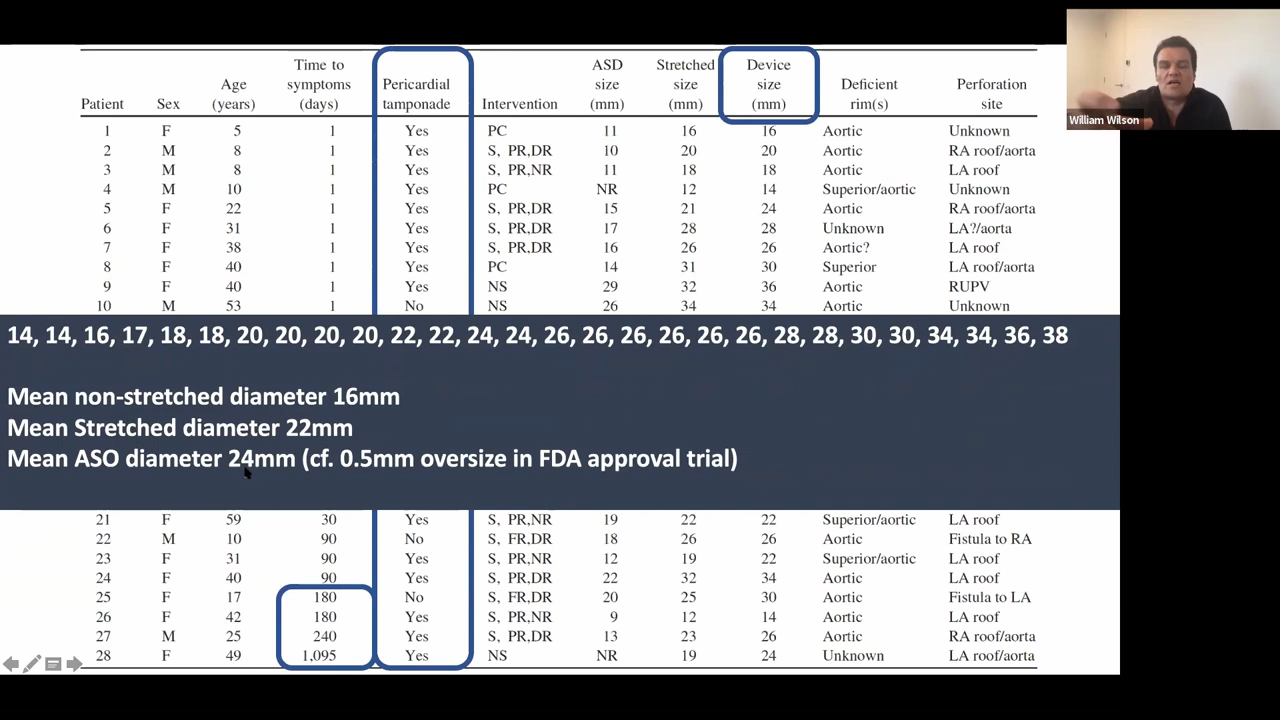 Time to
ASD
Stretched
Device
Age
symptoms
Pericardial
size
size
size
Deficient
Perforation
Patient
Sex
(years)
(days)
tamponade
Intervention
(mm)
(mm)
(mm)
rim(s)
site
1 F 5 1 Yes PC 11 16 16 Aortic Unknown
2 M 8 1 Yes S, PR,DR 10 20 20 Aortic RA roof/aorta
3 M 8 1 Yes S, PR,NR 11 18 18 Aortic LA roof
4 M 10 1 Yes PC NR 12 14 Superior/aortic Unknown
5 F 22 1 Yes S, PR,DR 15 21 24 Aortic RA roof/aorta
6 F 31 1 Yes S, PR,DR 17 28 28 Unknown LA?/aorta
7 F 38 1 Yes S, PR,DR 16 26 26 Aortic? LA roof
8 F 40 1 Yes PC 14 31 30 Superior LA roof/aorta
9 F 40 1 Yes NS 29 32 36 Aortic RUPV
10 M 53 1 No NS 26 34 34 Aortic Unknown
14, 14, 16, 17, 18, 18, 20, 20, 20, 20, 22, 22, 24, 24, 26, 26, 26, 26, 26, 26, 28, 28, 30, 30, 34, 34, 36, 38
Mean non-stretched diameter 16mm
Mean Stretched diameter 22mm
Mean ASO diameter 24mm (cf. 0.5mm oversize in FDA approval trial)
21 F 59 30 Yes S, PR,NR 19 22 22 Superior/aortic LA roof
22 M 10 90 No S, FR,DR 18 26 26 Aortic Fistula to RA
23 F 31 90 Yes S, PR,NR 12 19 22 Superior/aortic LA roof
24 F 40 90 Yes S, PR,DR 22 32 34 Aortic LA roof
25 F 17 180 No S, FR,DR 20 25 30 Aortic Fistula to LA
26 F 42 180 Yes S, PR,NR 9 12 14 Aortic LA roof
27 M 25 240 Yes S, PR,DR 13 23 26 Aortic RA roof/aorta
28 F 49 1,095 Yes NS NR 19 24 Unknown LA roof/aorta
William Wilson